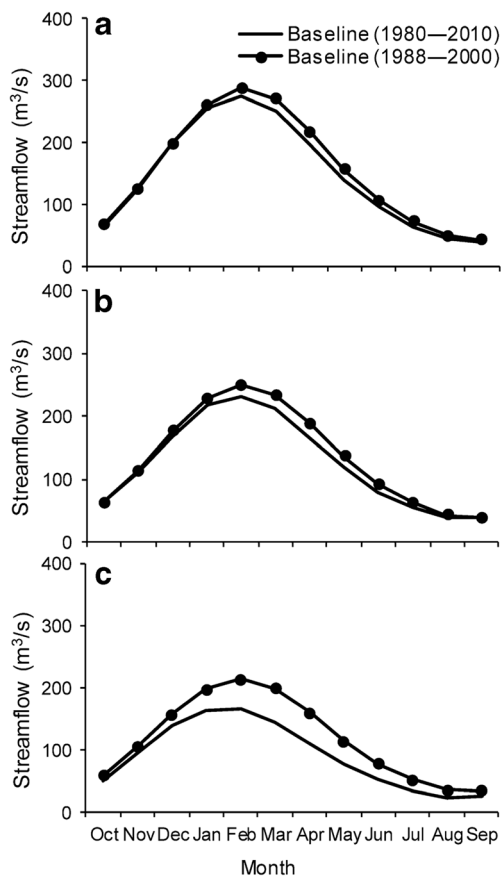 a
Baseline (1980—2010)
Baseline (1988—2000)
Streamflow (m³/s)
400
300
200
100
0
b
Streamflow (m³/s)
400
300
200
100
0
c
Streamflow (m³/s)
400
300
200
100
0
Oct Nov Dec Jan Feb Mar Apr May Jun Jul Aug Sep
Month